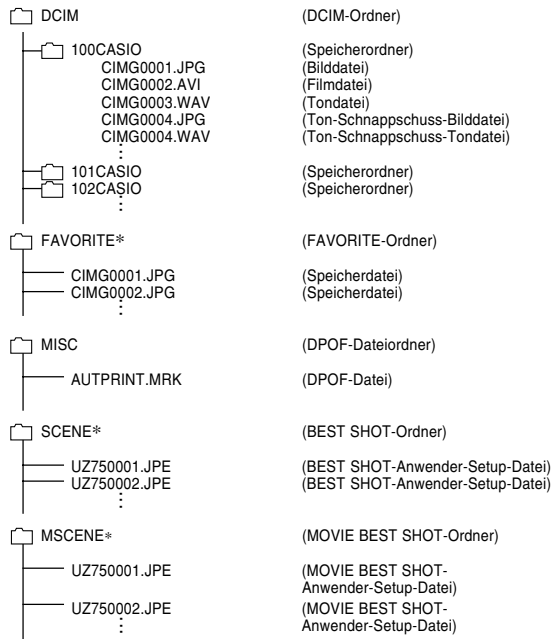 DCIM (DCIM-Ordner)
100CASIO (Speicherordner)
CIMG0001.JPG (Bilddatei)
CIMG0002.AVI (Filmdatei)
CIMG0003.WAV (Tondatei)
CIMG0004.JPG (Ton-Schnappschuss-Bilddatei)
CIMG0004.WAV (Ton-Schnappschuss-Tondatei)
101CASIO (Speicherordner)
102CASIO (Speicherordner)
FAVORITE* (FAVORITE-Ordner)
CIMG0001.JPG (Speicherdatei)
CIMG0002.JPG (Speicherdatei)
MISC (DPOF-Dateiordner)
AUTPRINT.MRK (DPOF-Datei)
SCENE* (BEST SHOT-Ordner)
UZ750001.JPE (BEST SHOT-Anwender-Setup-Datei)
UZ750002.JPE (BEST SHOT-Anwender-Setup-Datei)
MSCENE* (MOVIE BEST SHOT-Ordner)
UZ750001.JPE (MOVIE BEST SHOT-
Anwender-Setup-Datei)
UZ750002.JPE (MOVIE BEST SHOT-
Anwender-Setup-Datei)